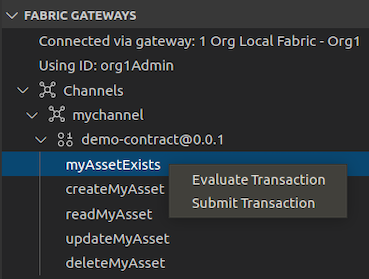 FABRIC GATEWAYS
Connected via gateway: 1 Org Local Fabric - Org1
Using ID: org1Admin
Channels
mychannel
demo-contract@0.0.1
myAssetExists
Evaluate Transaction
createMyAsset
Submit Transaction
readMyAsset
updateMyAsset
deleteMyAsset